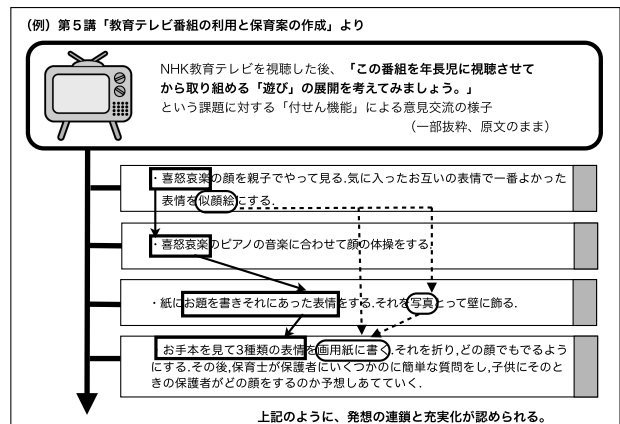 （例）第５講「教育テレビ番組の利用と保育案の作成」より
NHK教育テレビを視聴した後、「この番組を年長児に視聴させて
から取り組める「遊び」の展開を考えてみましょう。」
という課題に対する「付せん機能」による意見交流の様子
（一部抜粋、原文のまま）
・喜怒哀楽の顔を親子でやって見る.気に入ったお互いの表情で一番よかった
表情を似顔絵にする.
・喜怒哀楽のピアノの音楽に合わせて顔の体操をする.
・紙にお題を書きそれにあった表情をする.それを写真とって壁に飾る.
お手本を見て3種類の表情を画用紙に書く.それを折り,どの顔でもでるよう
にする.その後,保育士が保護者にいくつかのに簡単な質問をし,子供にそのと
きの保護者がどの顔をするのか予想しあてていく.
上記のように、発想の連鎖と充実化が認められる。